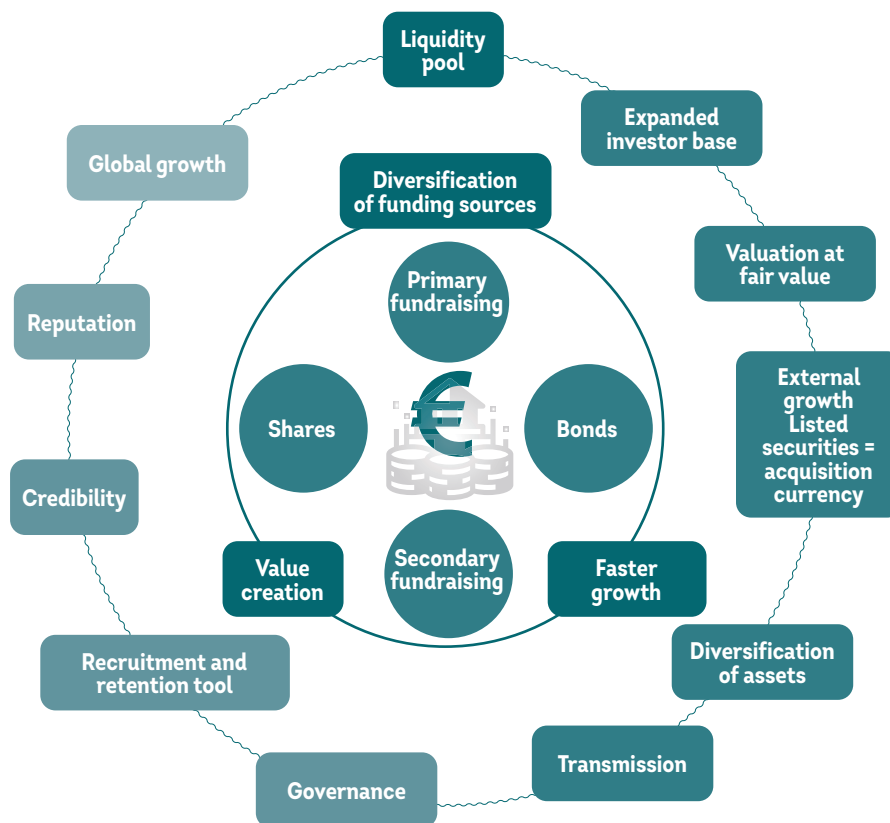 Liquidity
pool
Expanded
investor base
Global growth
Diversification
of funding sources
Valuation at
fair value
Primary
fundraising
Reputation
External
growth
Listed
securities =
acquisition
currency
Shares
€
Bonds
Credibility
Value
creation
Secondary
fundraising
Faster
growth
Recruitment and
retention tool
Diversification
of assets
Transmission
Governance